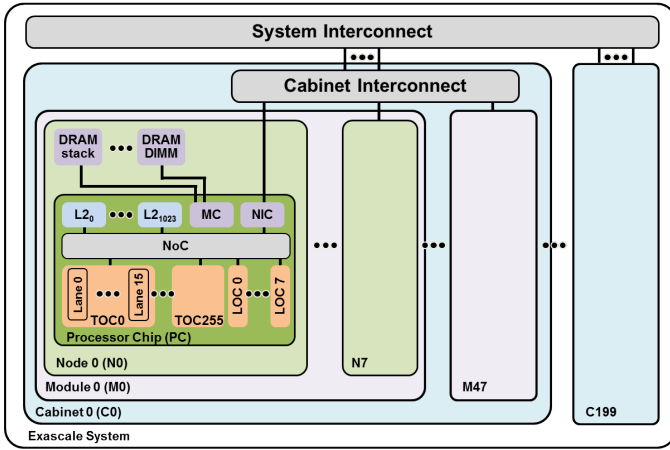 System Interconnect
Cabinet Interconnect
DRAM
stack
DRAM
DIMM
L2₀
L2₁₀₂₃
MC
NIC
NoC
Lane 0
Lane 15
TOC0
TOC255
LOC 0
LOC 7
Processor Chip (PC)
Node 0 (N0)
N7
Module 0 (M0)
M47
Cabinet 0 (C0)
C199
Exascale System